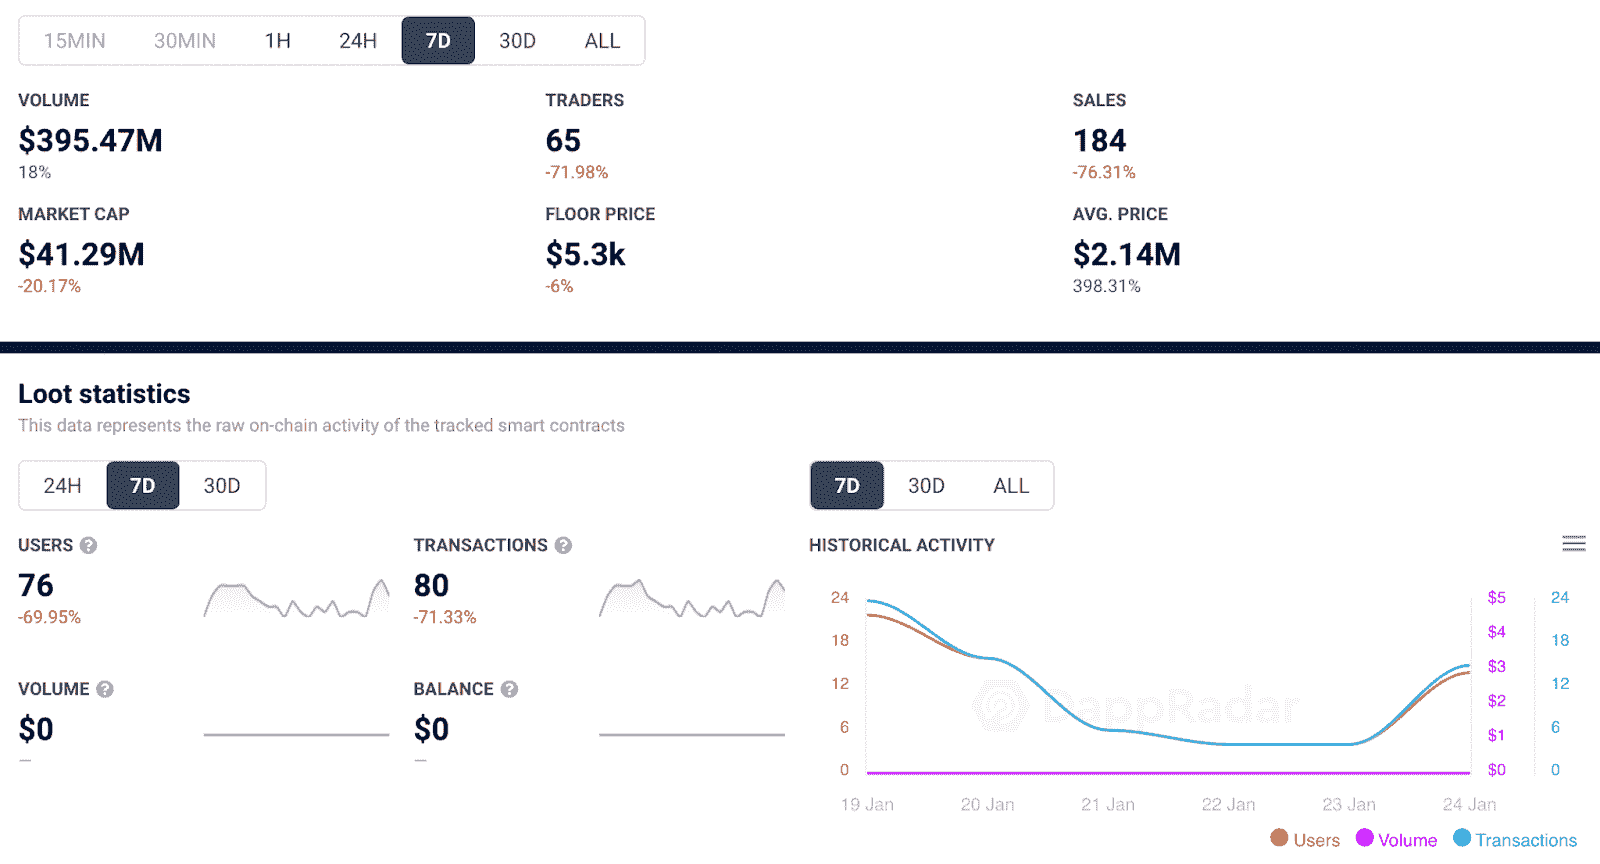 15MIN 30MIN 1H 24H 7D 30D ALL
VOLUME TRADERS SALES
$395.47M 65 184
18% -71.98% -76.31%
MARKET CAP FLOOR PRICE AVG. PRICE
$41.29M $5.3k $2.14M
-20.17% -6% 398.31%
Loot statistics
This data represents the raw on-chain activity of the tracked smart contracts
24H 7D 30D
USERS ? TRANSACTIONS ?
76 80
-69.95% -71.33%
VOLUME ? BALANCE ?
$0 $0
— —
7D 30D ALL
HISTORICAL ACTIVITY
24 $5 24
$4
18 18
$3
12 12
$2
DappRadar
6 $1 6
0 $0 0
19 Jan 20 Jan 21 Jan 22 Jan 23 Jan 24 Jan
Users Volume Transactions